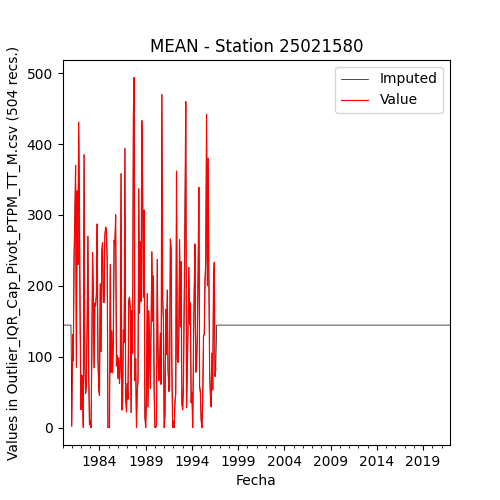 MEAN - Station 25021580
Values in Outlier_IQR_Cap_Pivot_PTPM_TT_M.csv (504 recs.)
500
400
300
200
100
0
Imputed
Value
1984 1989 1994 1999 2004 2009 2014 2019
Fecha